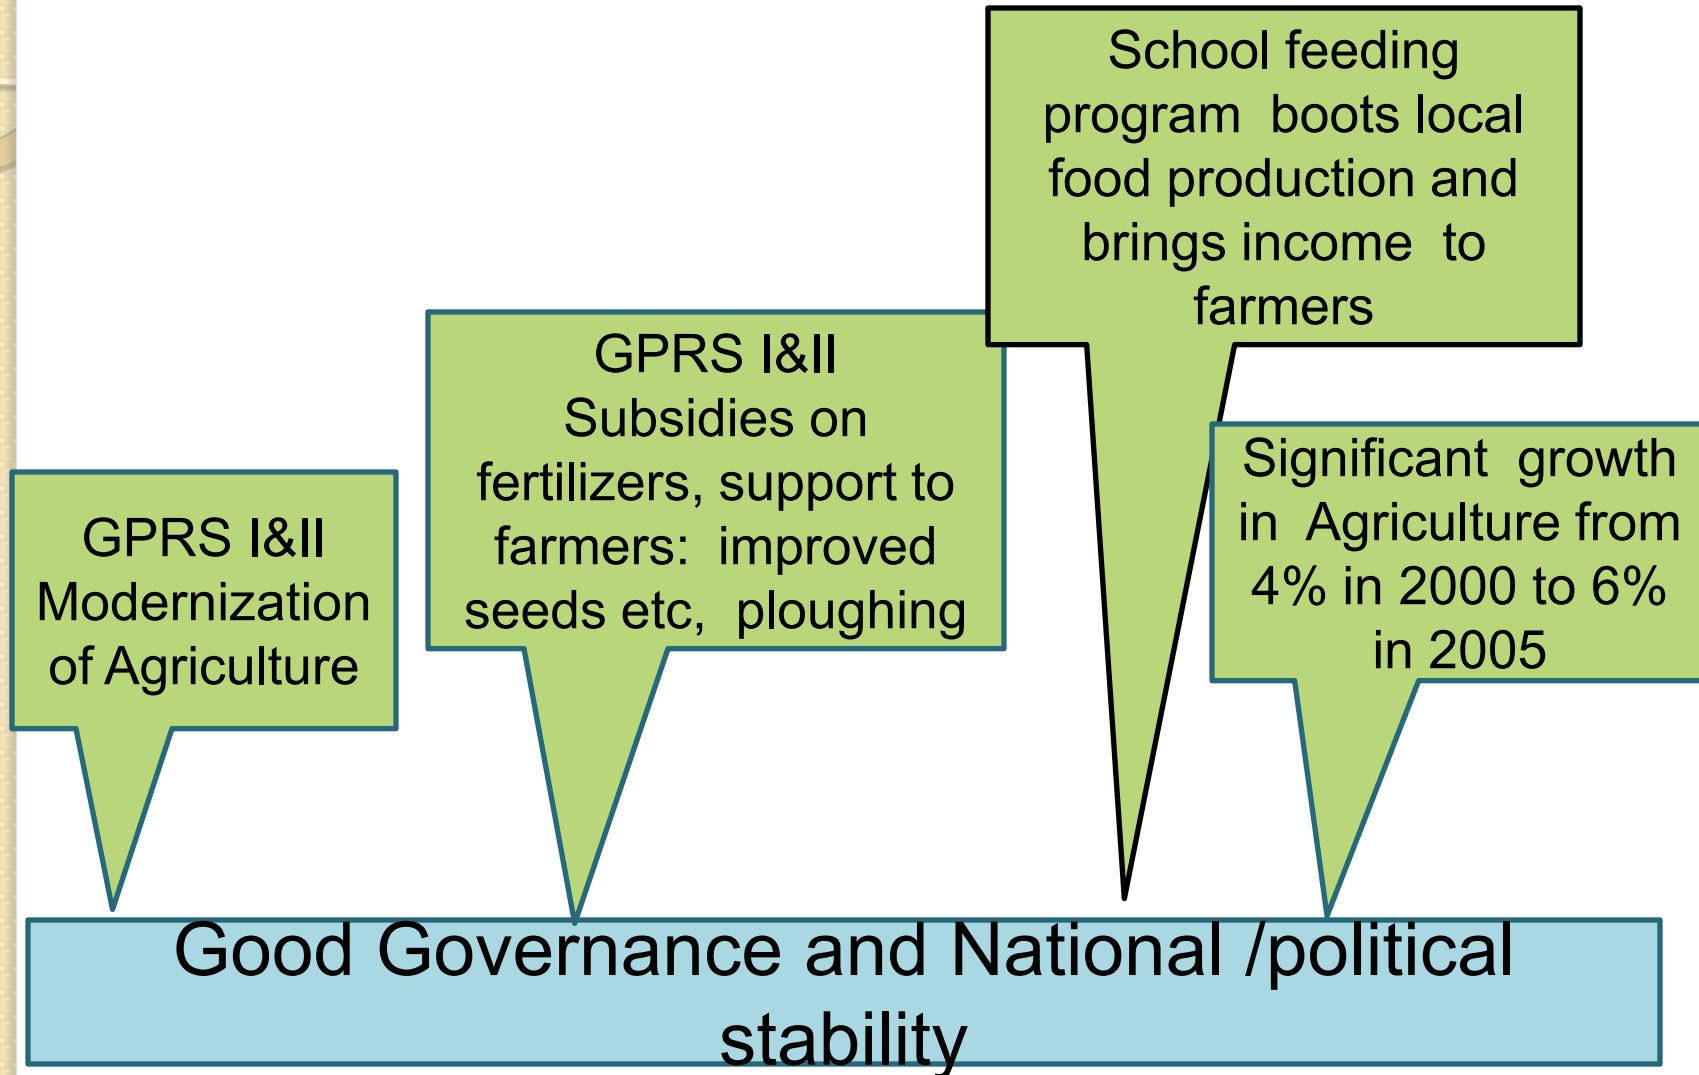 GPRS I&II
Modernization
of Agriculture
GPRS I&II
Subsidies on
fertilizers, support to
farmers:  improved
seeds etc,  ploughing
School feeding
program  boots local
food production and
brings income  to
farmers
Significant  growth
in  Agriculture from
4% in 2000 to 6%
in 2005
Good Governance and National /political
stability